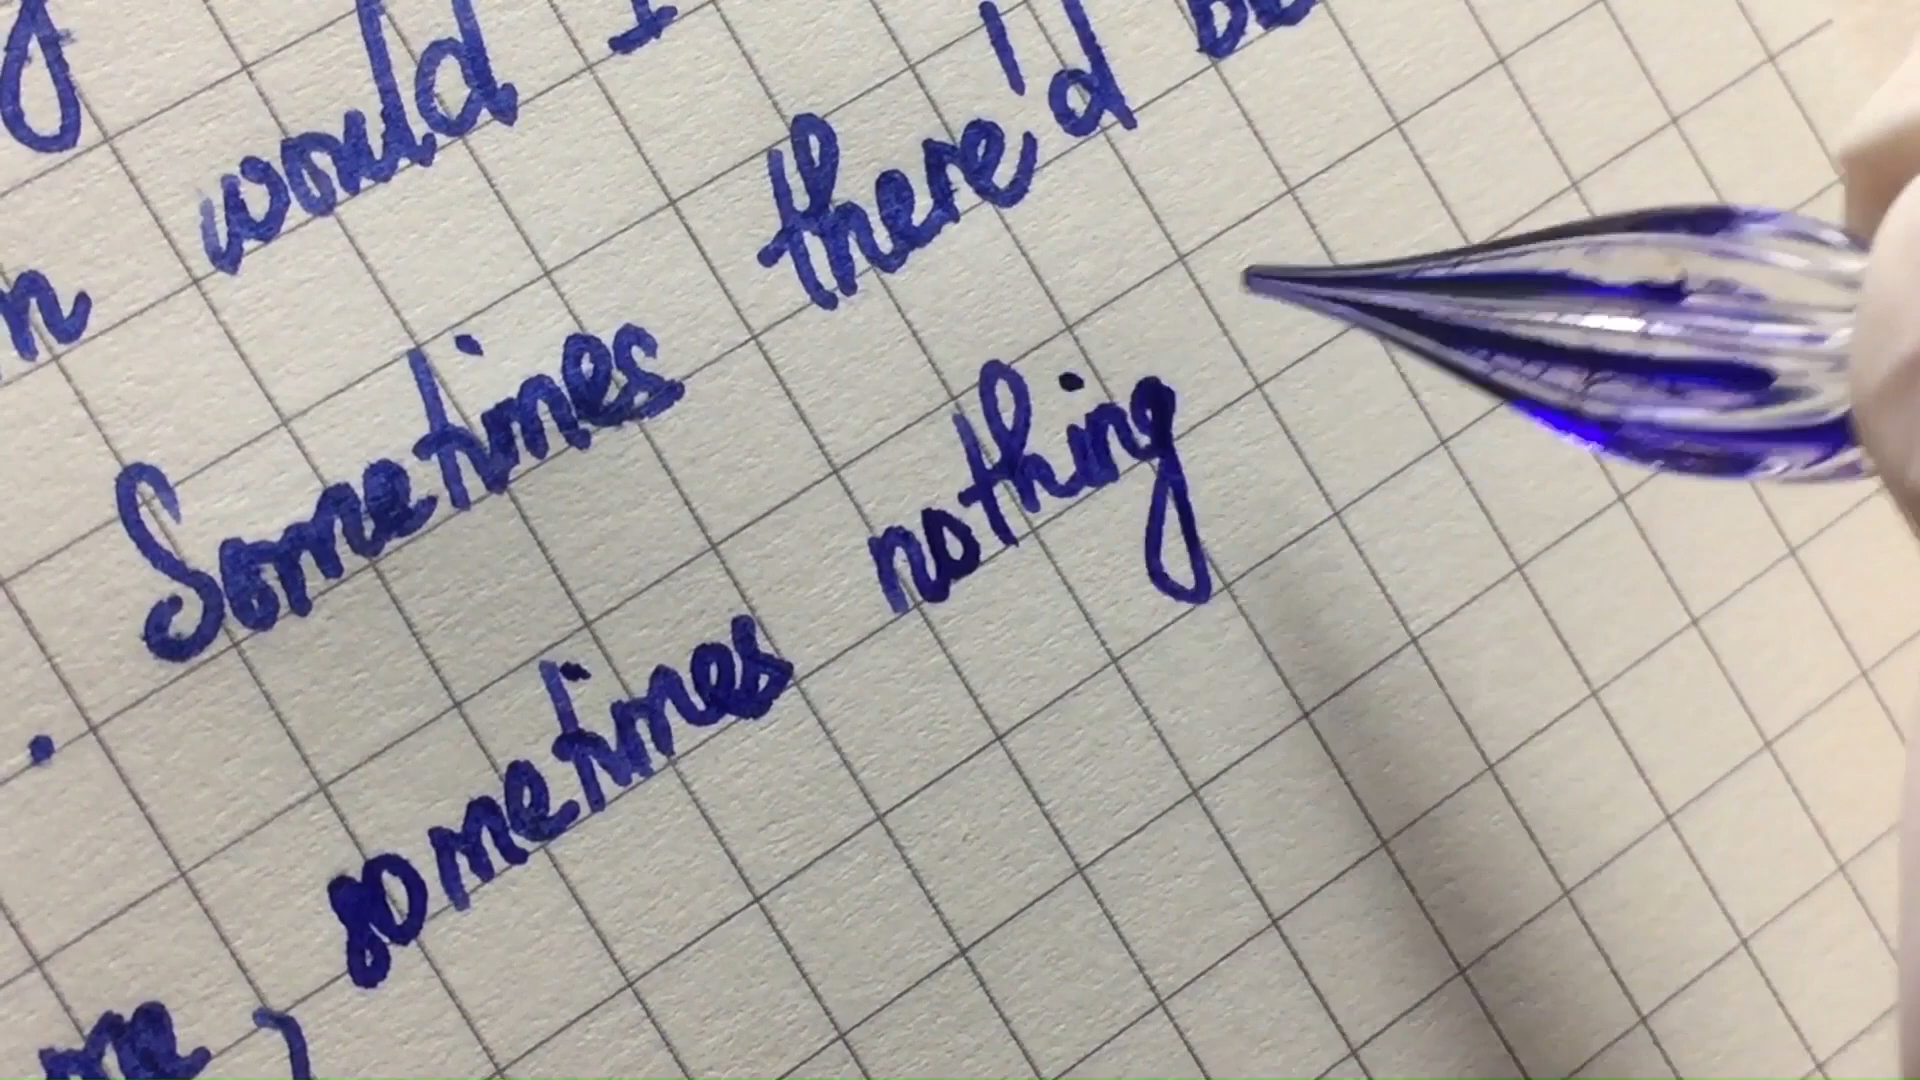 would I
. Sometimes there'd
, sometimes nothing